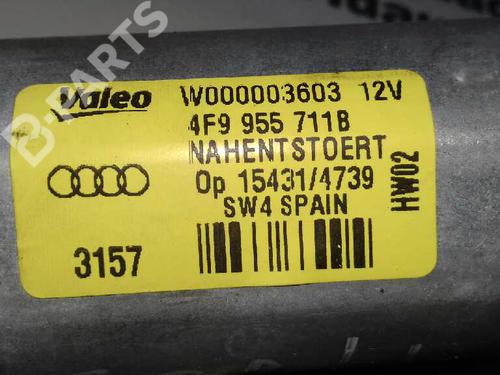 Valeo W000003603 12V
4F9 955 711B
NAHENTSTOERT
Op 15431/4739
SW4 SPAIN
HW02
3157
B-PARTS